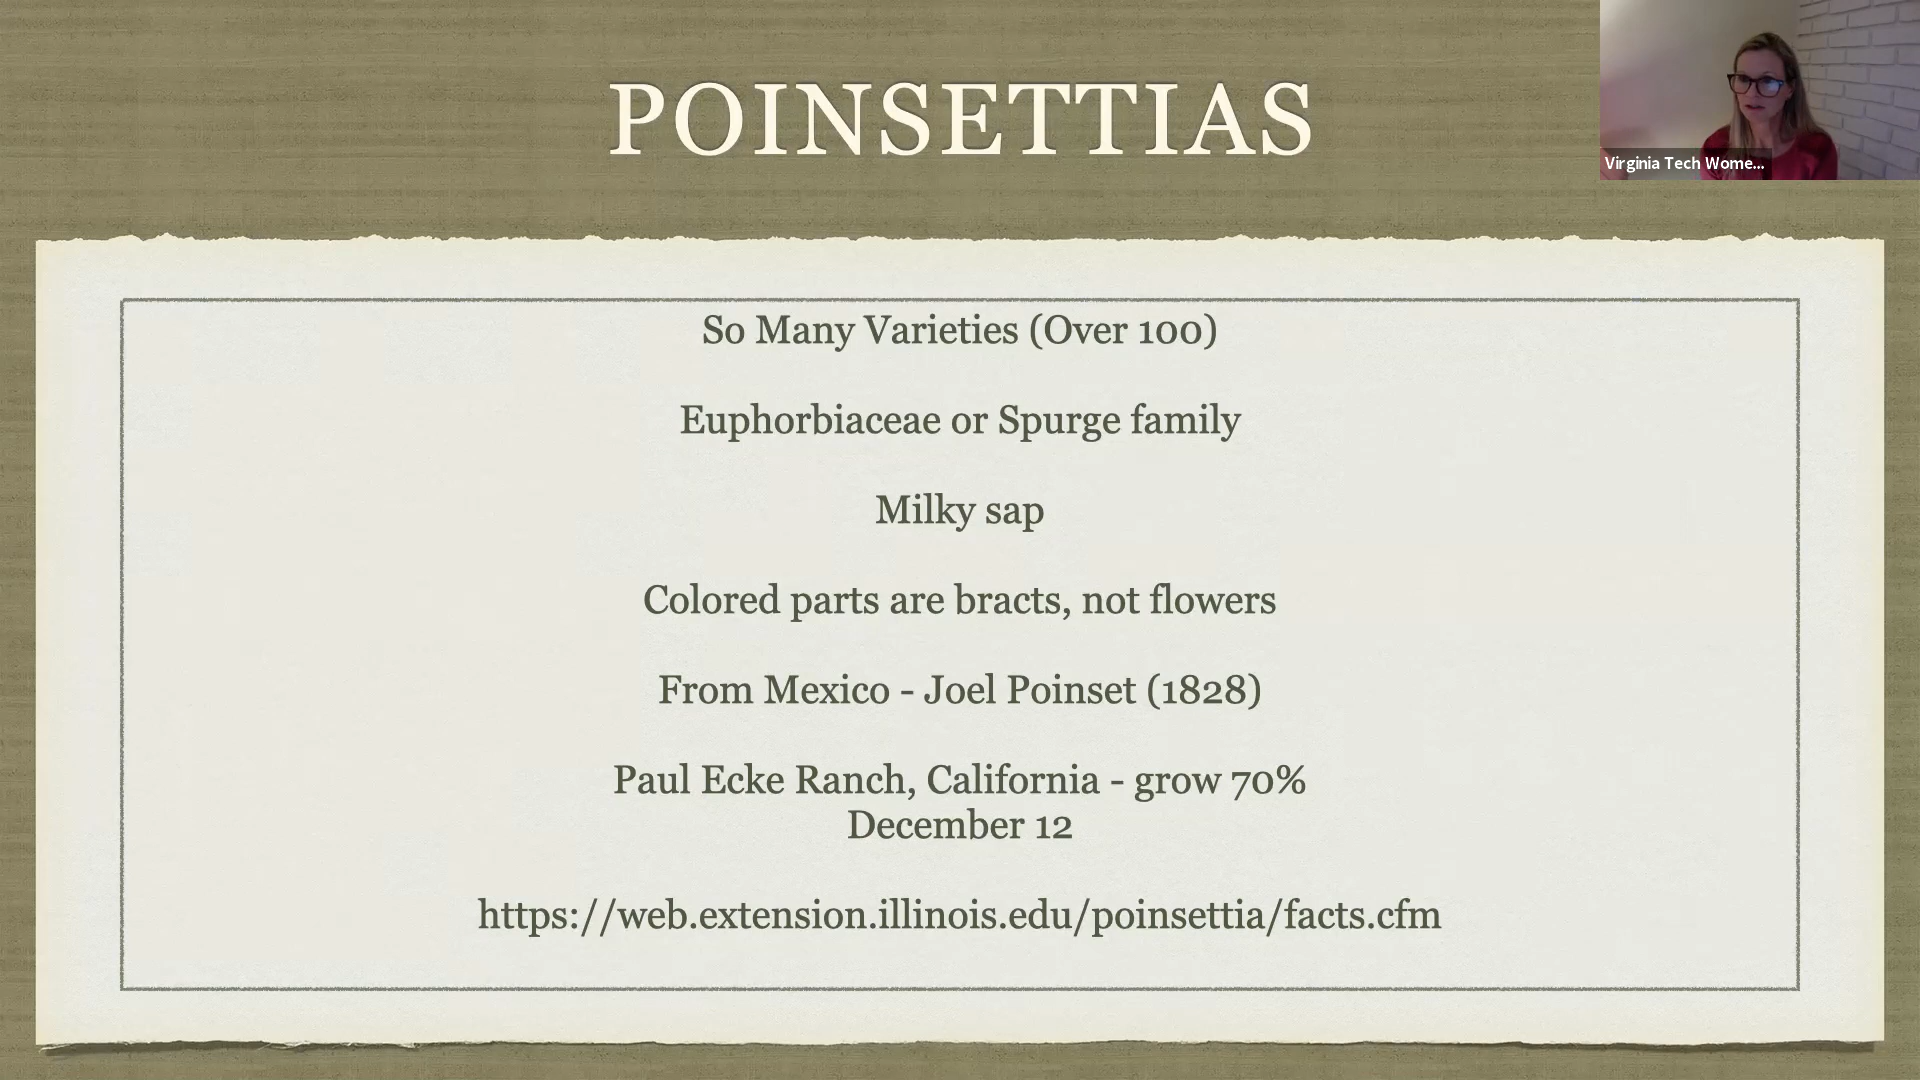 POINSETTIAS
Virginia Tech Wome...
So Many Varieties (Over 100)
Euphorbiaceae or Spurge family
Milky sap
Colored parts are bracts, not flowers
From Mexico - Joel Poinset (1828)
Paul Ecke Ranch, California - grow 70%
December 12
https://web.extension.illinois.edu/poinsettia/facts.cfm